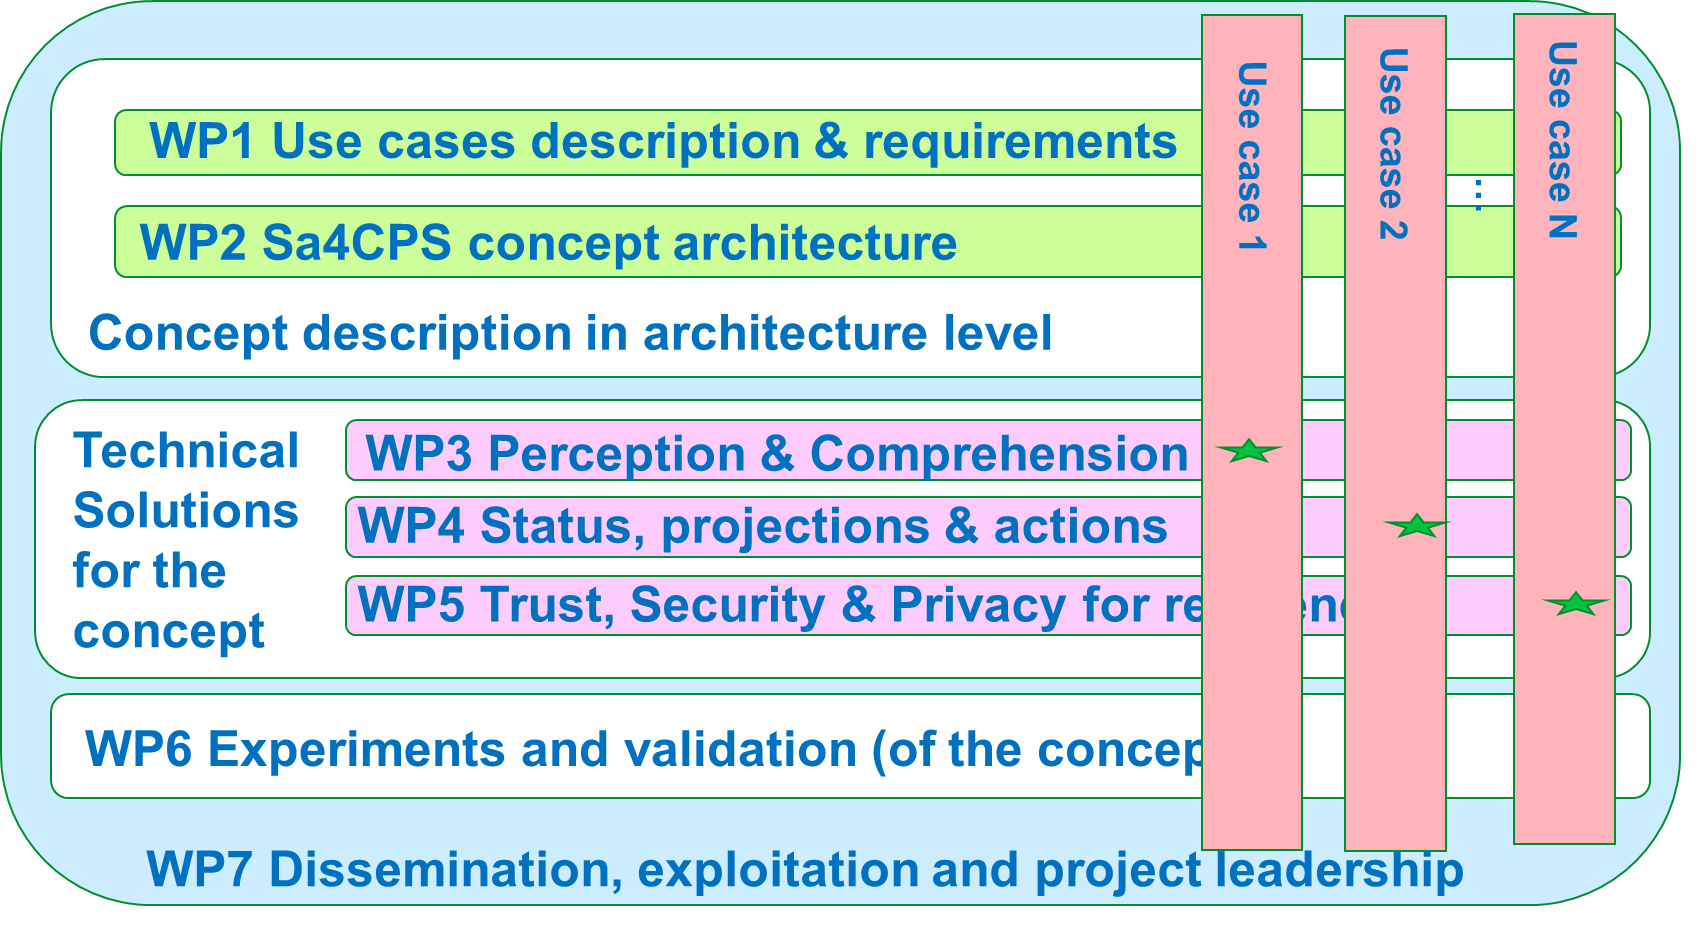 WP1 Use cases description & requirements
WP2 Sa4CPS concept architecture
Concept description in architecture level
Technical
Solutions
for the
concept
WP3 Perception & Comprehension
WP4 Status, projections & actions
WP5 Trust, Security & Privacy for
WP6 Experiments and validation (of the
WP7 Dissemination, exploitation and project leadership
Use case 1
Use case 2
...
Use case N